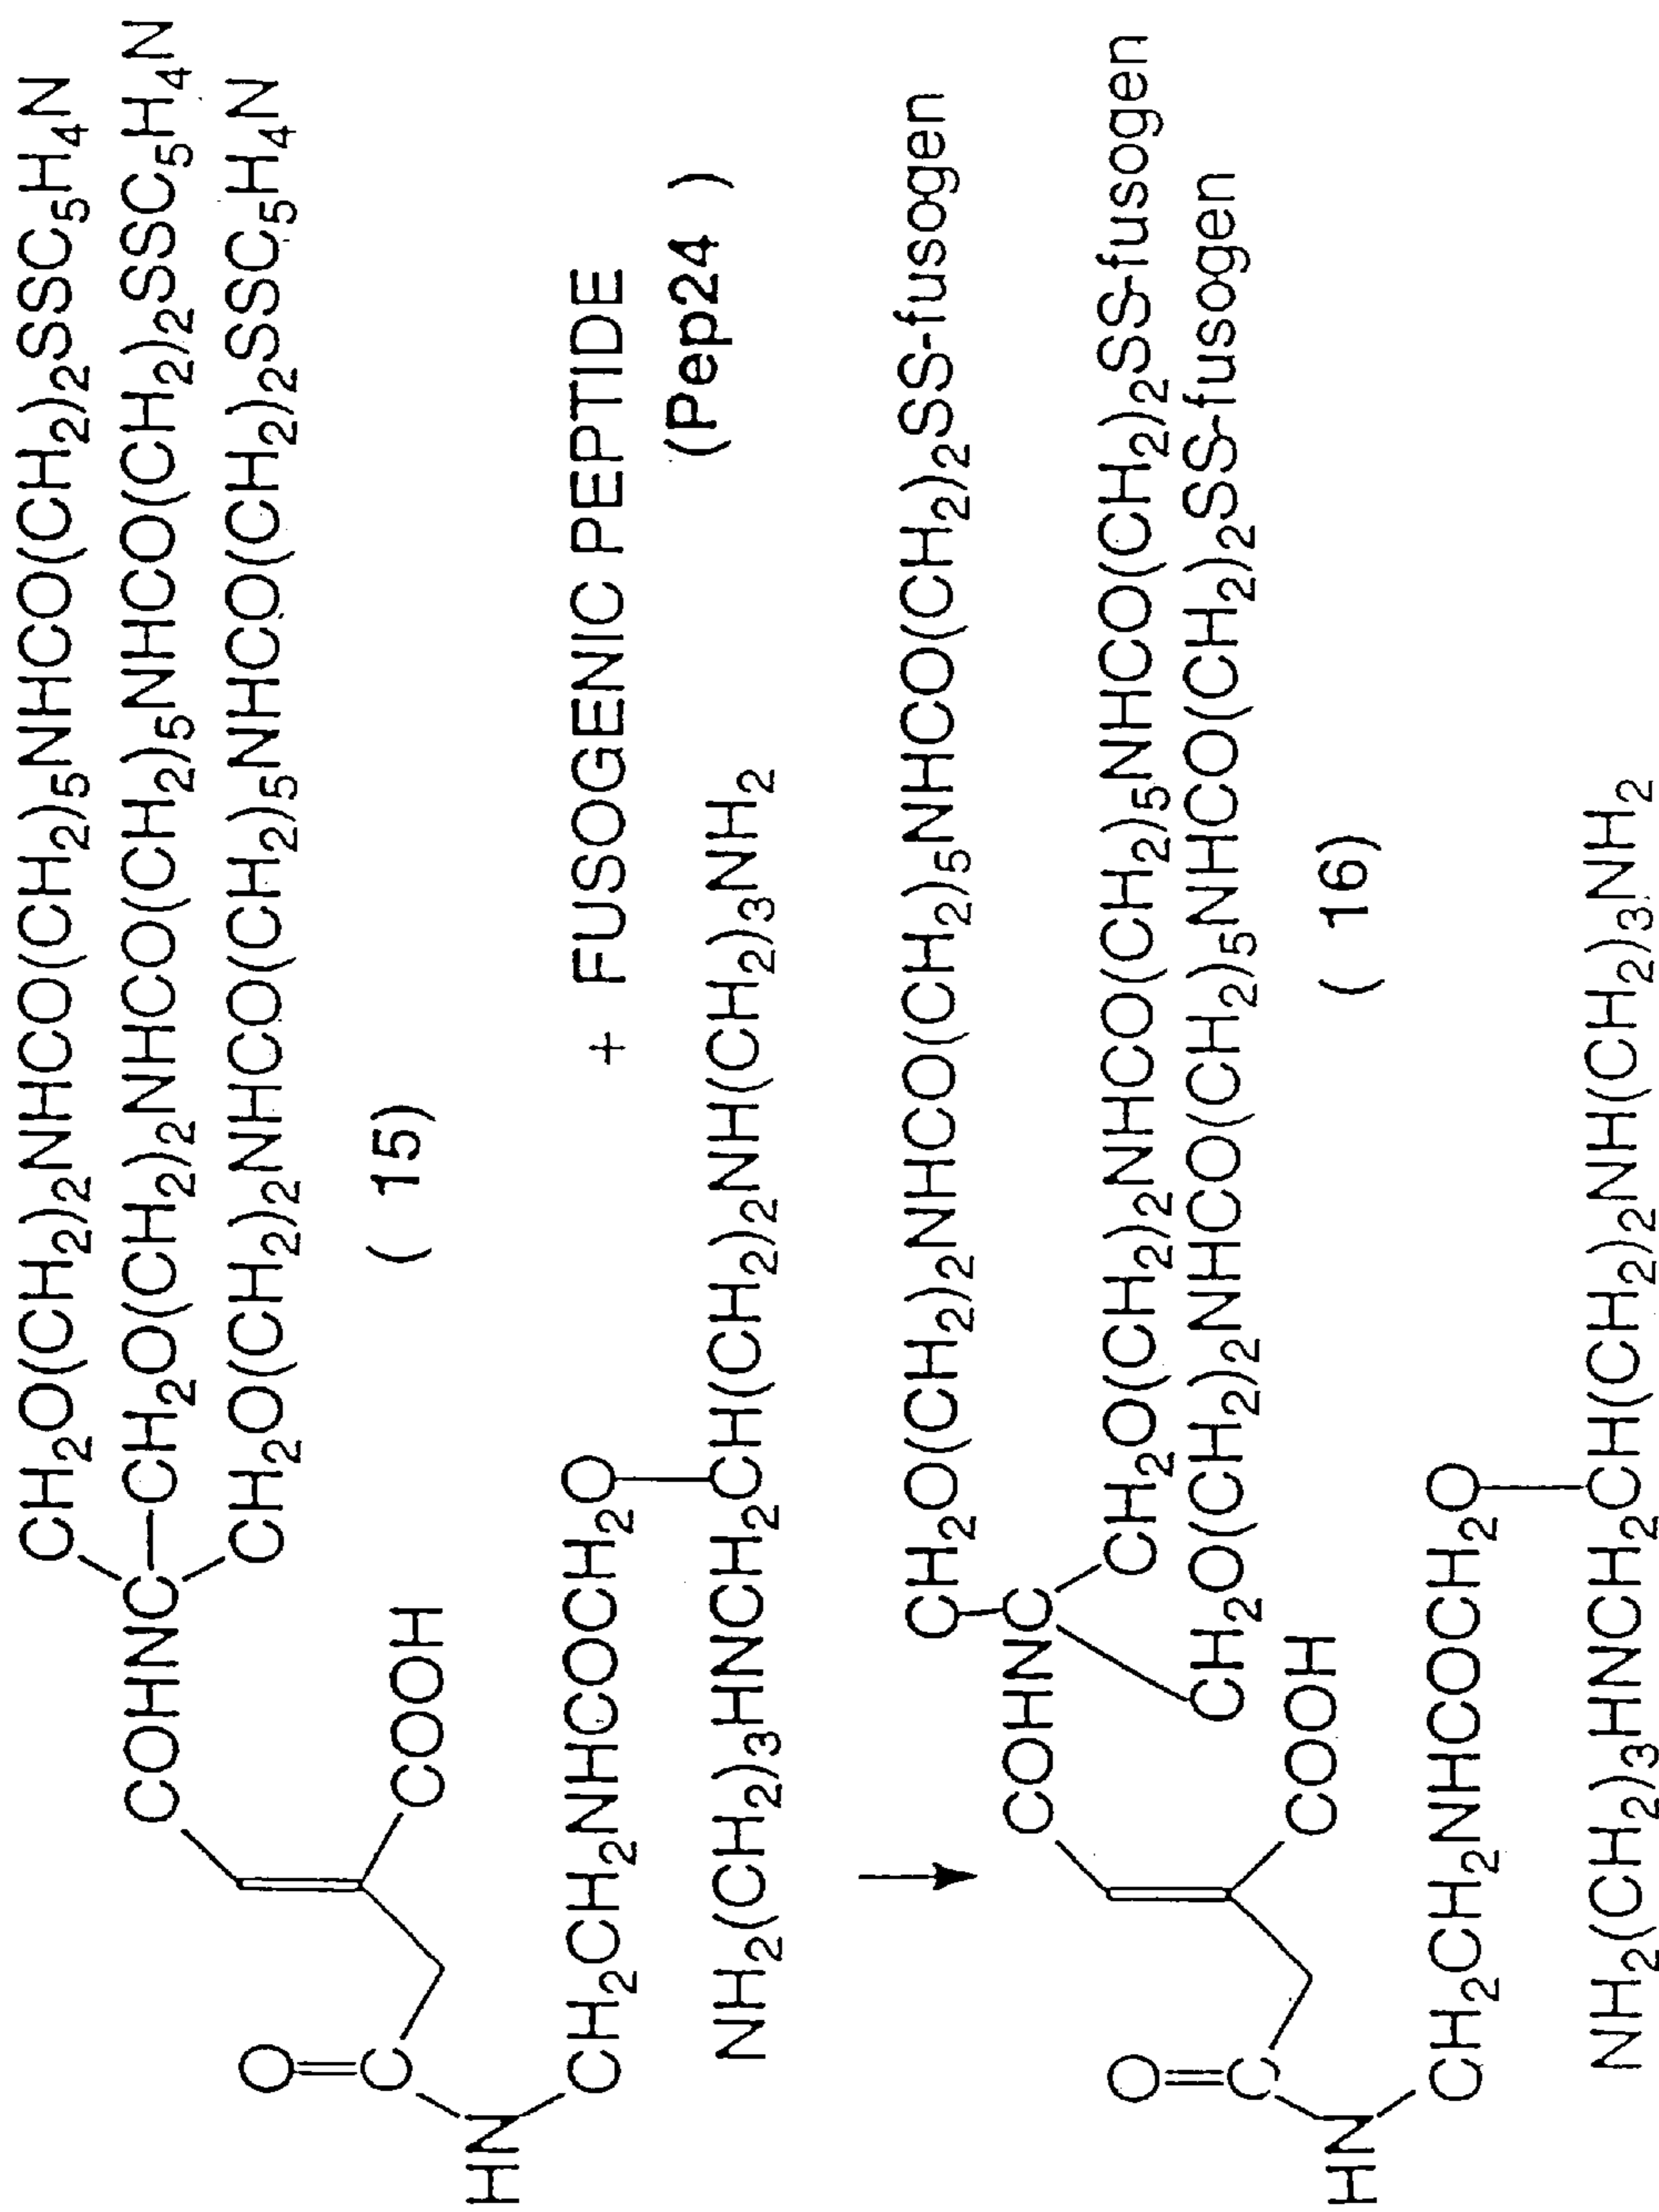 CH₂O(CH₂)₂NHCO(CH₂)₅NHCO(CH₂)₂SSC₅H₄N
COHNC—CH₂O(CH₂)₂NHCO(CH₂)₅NHCO(CH₂)₂SSC₅H₄N
CH₂O(CH₂)₂NHCO(CH₂)₅NHCO(CH₂)₂SSC₅H₄N
O
C
COOH
( 15)
HN
CH₂CH₂NHCOCH₂O
+ FUSOGENIC PEPTIDE
(Pep24 )
NH₂(CH₂)₃HNCH₂CH(CH₂)₂NH(CH₂)₃NH₂
CH₂O(CH₂)₂NHCO(CH₂)₅NHCO(CH₂)₂SS-fusogen
COHNC
CH₂O(CH₂)₂NHCO(CH₂)₅NHCO(CH₂)₂SS-fusogen
O
CH₂O(CH₂)₂NHCO(CH₂)₅NHCO(CH₂)₂SS-fusogen
C
COOH
( 16)
HN
CH₂CH₂NHCOCH₂O
NH₂(CH₂)₃HNCH₂CH(CH₂)₂NH(CH₂)₃NH₂